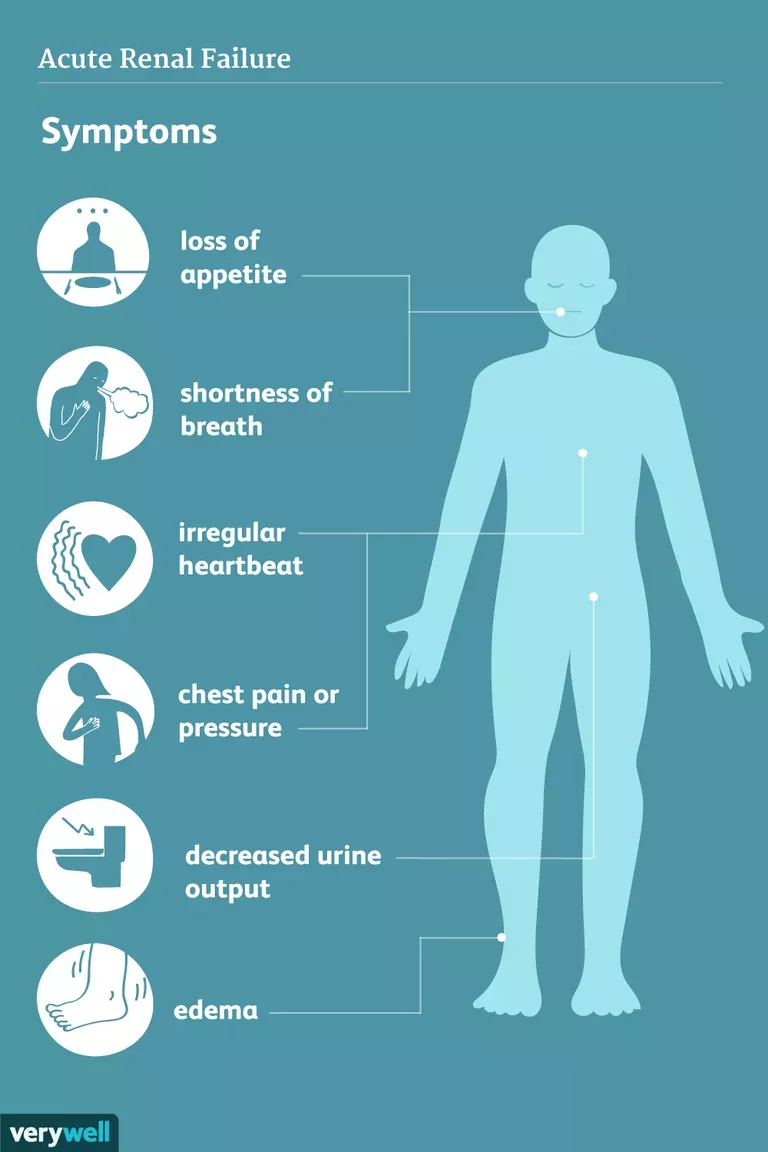 Acute Renal Failure
Symptoms
loss of
appetite
shortness of
breath
irregular
heartbeat
chest pain or
pressure
decreased urine
output
edema
verywell